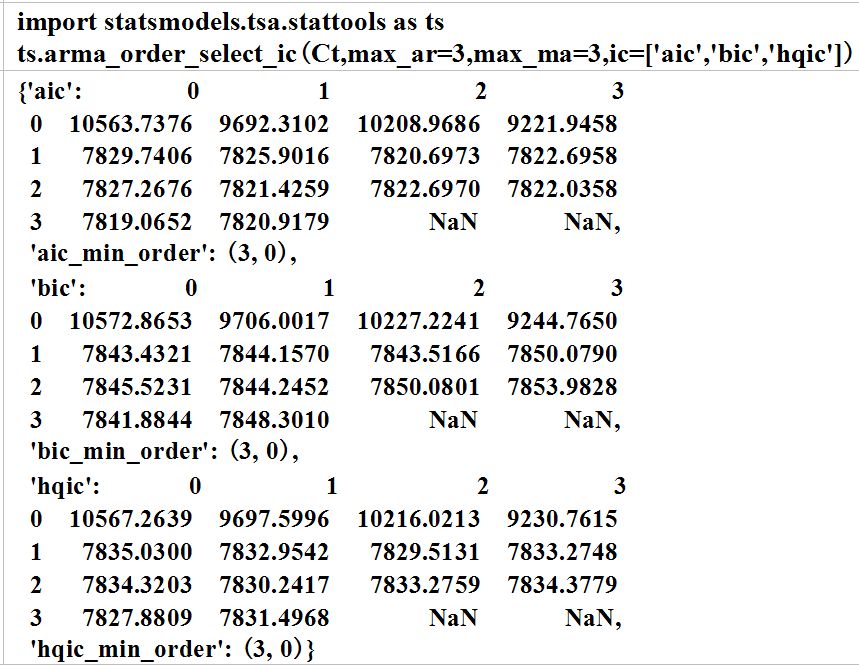 import statsmodels.tsa.stattools as ts
ts.arma_order_select_ic(Ct,max_ar=3,max_ma=3,ic=['aic','bic','hqic'])
{'aic': 0 1 2 3
0 10563.7376 9692.3102 10208.9686 9221.9458
1 7829.7406 7825.9016 7820.6973 7822.6958
2 7827.2676 7821.4259 7822.6970 7822.0358
3 7819.0652 7820.9179 NaN NaN,
'aic_min_order': (3, 0),
'bic': 0 1 2 3
0 10572.8653 9706.0017 10227.2241 9244.7650
1 7843.4321 7844.1570 7843.5166 7850.0790
2 7845.5231 7844.2452 7850.0801 7853.9828
3 7841.8844 7848.3010 NaN NaN,
'bic_min_order': (3, 0),
'hqic': 0 1 2 3
0 10567.2639 9697.5996 10216.0213 9230.7615
1 7835.0300 7832.9542 7829.5131 7833.2748
2 7834.3203 7830.2417 7833.2759 7834.3779
3 7827.8809 7831.4968 NaN NaN,
'hqic_min_order': (3, 0)}